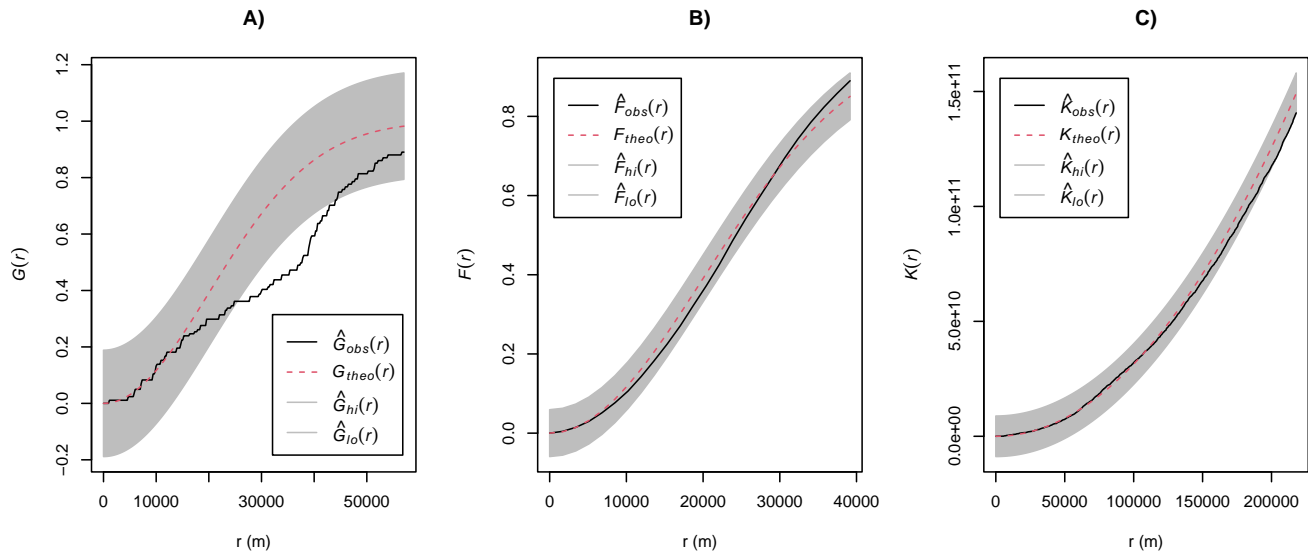 A)
G(r)
1.2
1.0
0.8
0.6
0.4
0.2
0.0
−0.2
Ĝobs(r)
Gtheo(r)
Ĝhi(r)
Ĝlo(r)
0 10000 30000 50000
r (m)
B)
F(r)
0.8
0.6
0.4
0.2
0.0
F̂obs(r)
Ftheo(r)
F̂hi(r)
F̂lo(r)
0 10000 20000 30000 40000
r (m)
C)
K(r)
1.5e+11
1.0e+11
5.0e+10
0.0e+00
K̂obs(r)
Ktheo(r)
K̂hi(r)
K̂lo(r)
0 50000 100000 150000 200000
r (m)